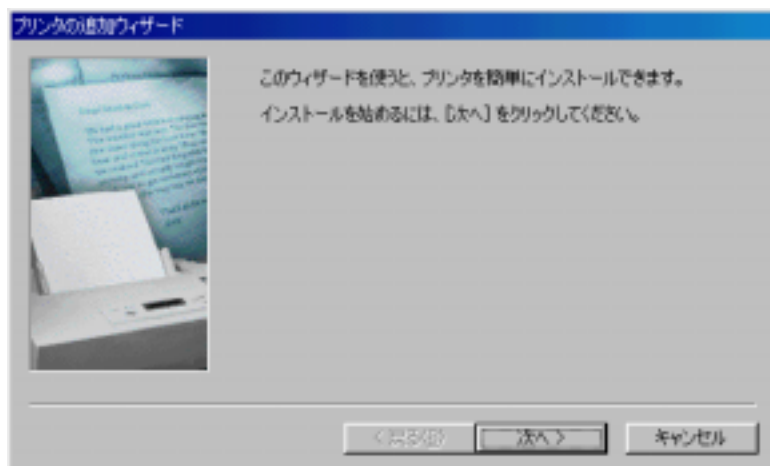 プリンタの追加ウィザード
このウィザードを使うと、プリンタを簡単にインストールできます。
インストールを始めるには、[次へ] をクリックしてください。
< 戻る(B)
次へ >
キャンセル